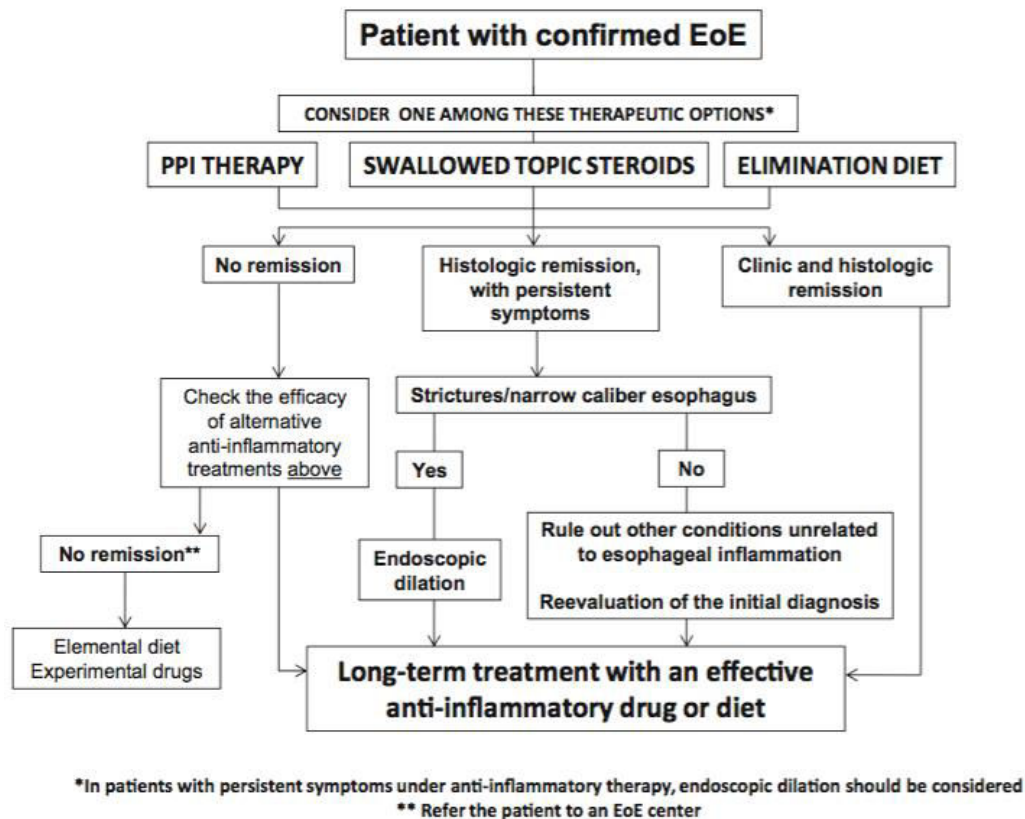 Patient with confirmed EoE
CONSIDER ONE AMONG THESE THERAPEUTIC OPTIONS*
PPI THERAPY
SWALLOWED TOPIC STEROIDS
ELIMINATION DIET
No remission
Histologic remission,
with persistent
symptoms
Clinic and histologic
remission
Check the efficacy
of alternative
anti-inflammatory
treatments above
Strictures/narrow caliber esophagus
Yes
No
No remission**
Endoscopic
dilation
Rule out other conditions unrelated
to esophageal inflammation
Reevaluation of the initial diagnosis
Elemental diet
Experimental drugs
Long-term treatment with an effective
anti-inflammatory drug or diet
*In patients with persistent symptoms under anti-inflammatory therapy, endoscopic dilation should be considered
** Refer the patient to an EoE center